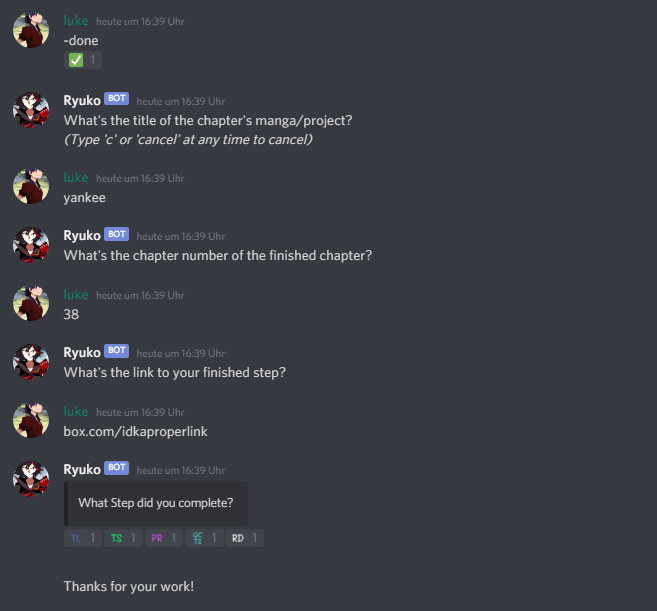 luke heute um 16:39 Uhr
-done
1
Ryuko BOT heute um 16:39 Uhr
What's the title of the chapter's manga/project?
(Type 'c' or 'cancel' at any time to cancel)
luke heute um 16:39 Uhr
yankee
Ryuko BOT heute um 16:39 Uhr
What's the chapter number of the finished chapter?
luke heute um 16:39 Uhr
38
Ryuko BOT heute um 16:39 Uhr
What's the link to your finished step?
luke heute um 16:39 Uhr
box.com/idkaproperlink
Ryuko BOT heute um 16:39 Uhr
What Step did you complete?
TL 1 TS 1 PR 1 QC TS 1 RD 1
Thanks for your work!